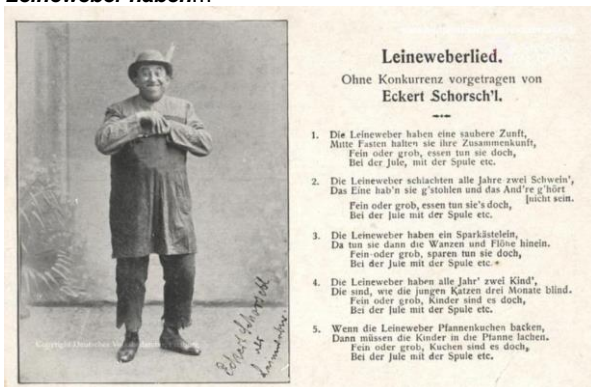 Leineweber haben...
Leineweberlied.
Ohne Konkurrenz vorgetragen von
Eckert Schorsch'l.
1. Die Leineweber haben eine saubere Zunft,
Mitte Fasten halten sie ihre Zusammenkunft,
Fein oder grob, essen tun sie doch,
Bei der Jule, mit der Spule etc.
2. Die Leineweber schlachten alle Jahre zwei Schwein',
Das Eine hab'n sie g'stohlen und das And're g'hört
[nicht sein.
Fein oder grob, essen tun sie's doch,
Bei der Jule mit der Spule etc.
3. Die Leineweber haben ein Sparkästelein,
Da tun sie dann die Wanzen und Flöhe hinein.
Fein oder grob, sparen tun sie doch,
Bei der Jule mit der Spule etc.
4. Die Leineweber haben alle Jahr' zwei Kind',
Die sind, wie die jungen Katzen drei Monate blind.
Fein oder grob, Kinder sind es doch,
Bei der Jule mit der Spule etc.
5. Wenn die Leineweber Pfannenkuchen backen,
Dann müssen die Kinder in die Pfanne lachen.
Fein oder grob, Kuchen sind es doch,
Bei der Jule mit der Spule etc.
Eckert Schorschl
Copyright Deutsches